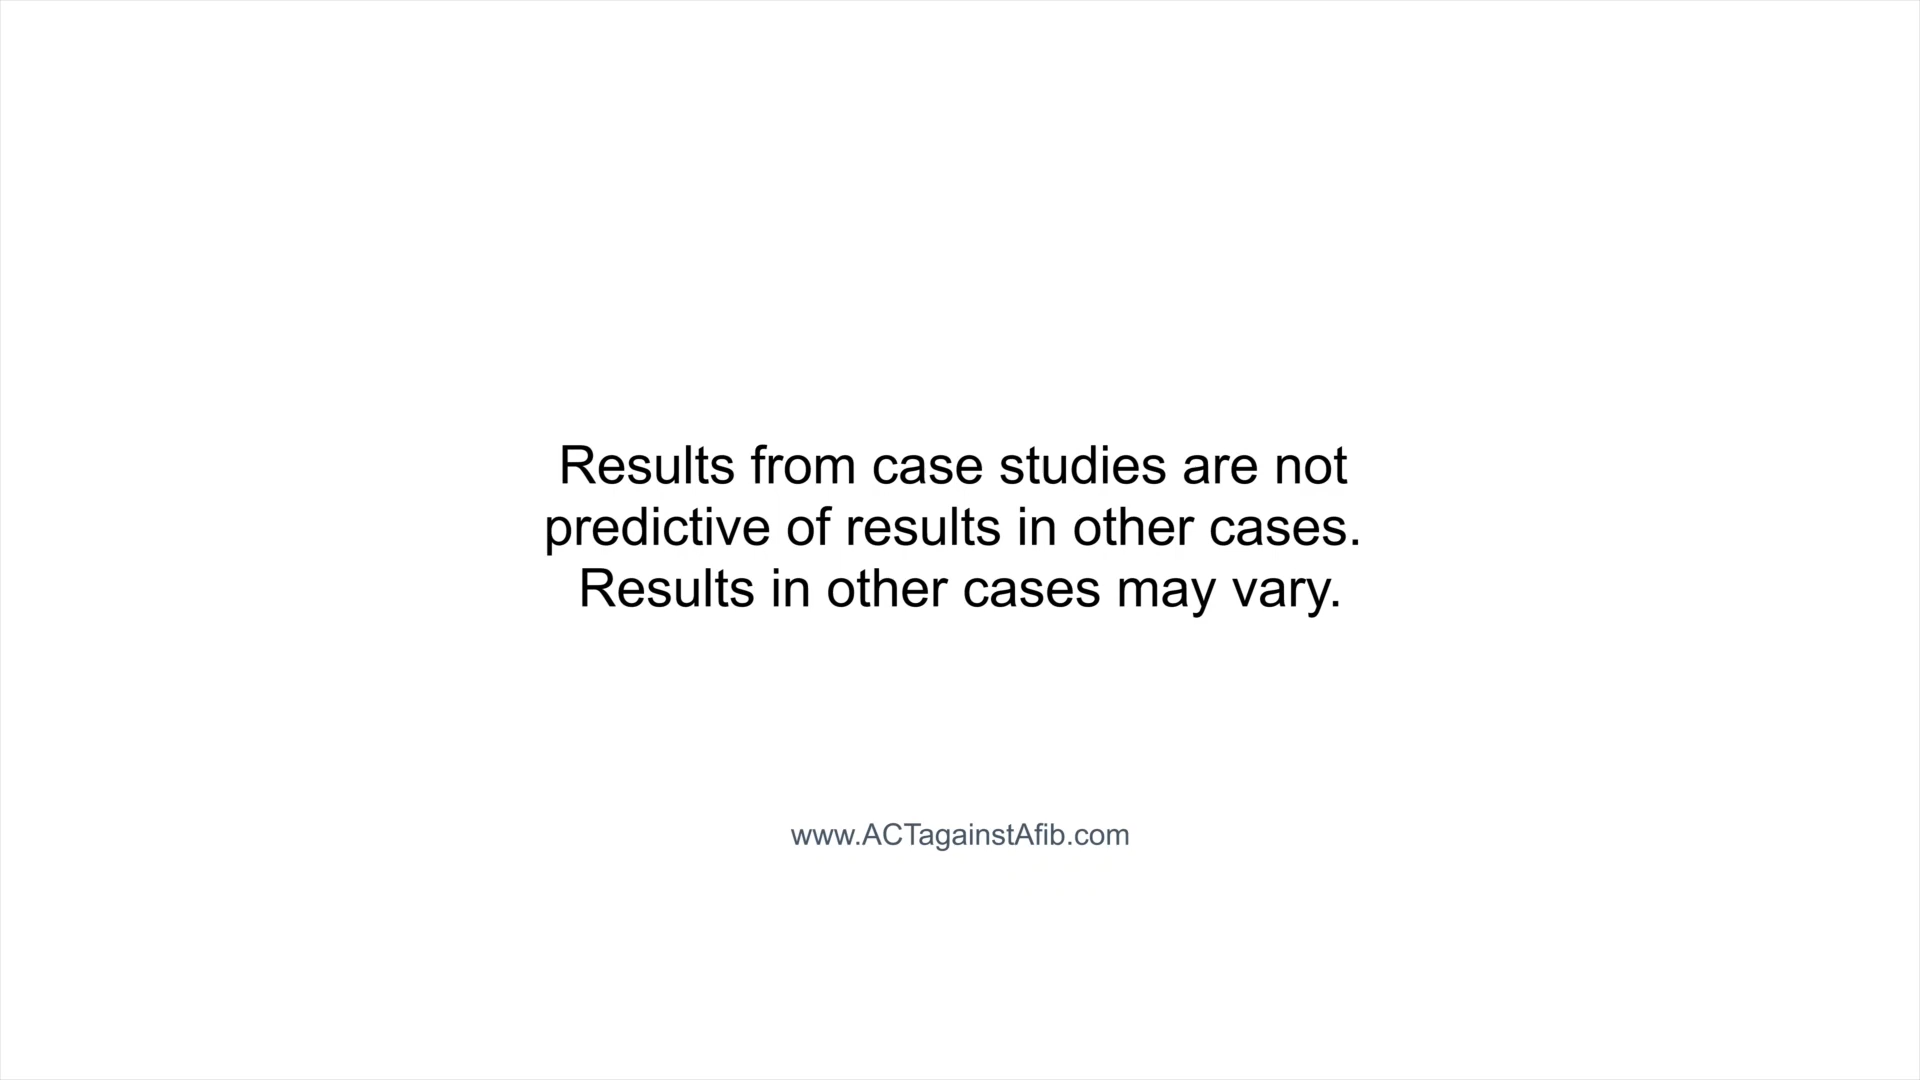 Results from case studies are not
predictive of results in other cases.
Results in other cases may vary.
www.ACTagainstAfib.com